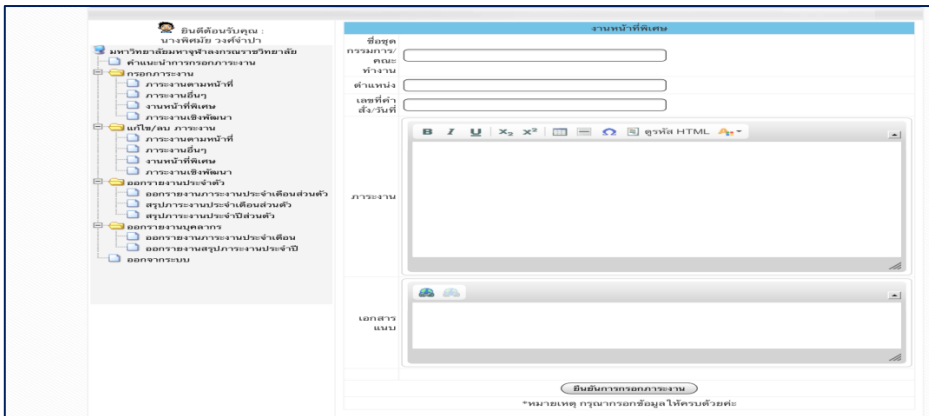 ยินดีต้อนรับคุณ :
นางพิศมัย วงศ์จำปา
มหาวิทยาลัยมหาจุฬาลงกรณราชวิทยาลัย
คำแนะนำการกรอกภาระงาน
กรอกภาระงาน
ภาระงานตามหน้าที่
ภาระงานอื่นๆ
งานหน้าที่พิเศษ
ภาระงานเชิงพัฒนา
แก้ไข/ลบ ภาระงาน
ภาระงานตามหน้าที่
ภาระงานอื่นๆ
งานหน้าที่พิเศษ
ภาระงานเชิงพัฒนา
ออกรายงานประจำตัว
ออกรายงานภาระงานประจำเดือนส่วนตัว
สรุปภาระงานประจำเดือนส่วนตัว
สรุปภาระงานประจำปีส่วนตัว
ออกรายงานบุคลากร
ออกรายงานภาระงานประจำเดือน
ออกรายงานสรุปภาระงานประจำปี
ออกจากระบบ
งานหน้าที่พิเศษ
ชื่อชุด
กรรมการ/
คณะ
ทำงาน
ตำแหน่ง
เลขที่คำ
สั่ง/วันที่
B I U X₂ X² Ω ดูรหัส HTML
ภาระงาน
เอกสาร
แนบ
ยืนยันการกรอกภาระงาน
*หมายเหตุ กรุณากรอกข้อมูลให้ครบด้วยค่ะ